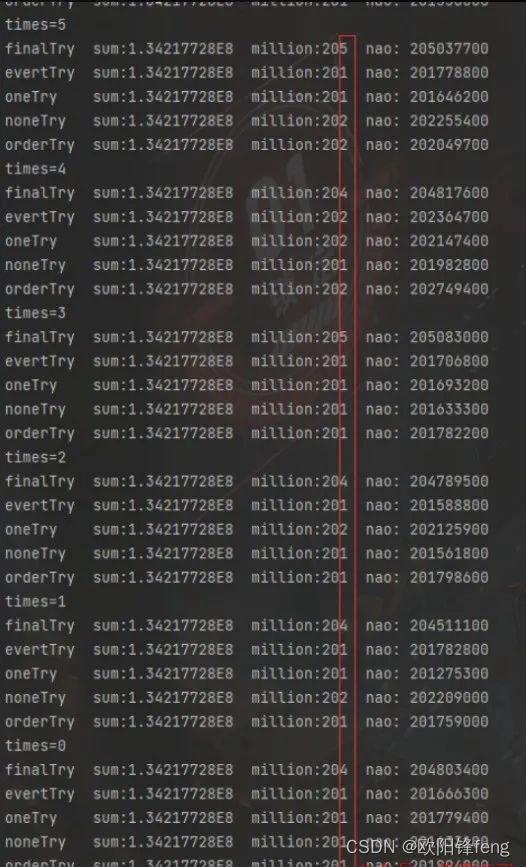 times=5
finalTry sum:1.34217728E8 million:205 nao: 205037700
evertTry sum:1.34217728E8 million:201 nao: 201778800
oneTry sum:1.34217728E8 million:201 nao: 201646200
noneTry sum:1.34217728E8 million:202 nao: 202255400
orderTry sum:1.34217728E8 million:202 nao: 202049700
times=4
finalTry sum:1.34217728E8 million:204 nao: 204817600
evertTry sum:1.34217728E8 million:202 nao: 202364700
oneTry sum:1.34217728E8 million:202 nao: 202147400
noneTry sum:1.34217728E8 million:201 nao: 201982800
orderTry sum:1.34217728E8 million:202 nao: 202749400
times=3
finalTry sum:1.34217728E8 million:205 nao: 205083000
evertTry sum:1.34217728E8 million:201 nao: 201706800
oneTry sum:1.34217728E8 million:201 nao: 201693200
noneTry sum:1.34217728E8 million:201 nao: 201633300
orderTry sum:1.34217728E8 million:201 nao: 201782200
times=2
finalTry sum:1.34217728E8 million:204 nao: 204789500
evertTry sum:1.34217728E8 million:201 nao: 201588800
oneTry sum:1.34217728E8 million:202 nao: 202125900
noneTry sum:1.34217728E8 million:201 nao: 201561800
orderTry sum:1.34217728E8 million:201 nao: 201798600
times=1
finalTry sum:1.34217728E8 million:204 nao: 204511100
evertTry sum:1.34217728E8 million:201 nao: 201782800
oneTry sum:1.34217728E8 million:201 nao: 201275300
noneTry sum:1.34217728E8 million:202 nao: 202209000
orderTry sum:1.34217728E8 million:201 nao: 201759000
times=0
finalTry sum:1.34217728E8 million:204 nao: 204803400
evertTry sum:1.34217728E8 million:201 nao: 201666300
oneTry sum:1.34217728E8 million:201 nao: 201779400
noneTry sum:1.34217728E8 million:201 nao:
CSDN @欧阳锋feng
orderTry sum:1.34217728E8 million:201